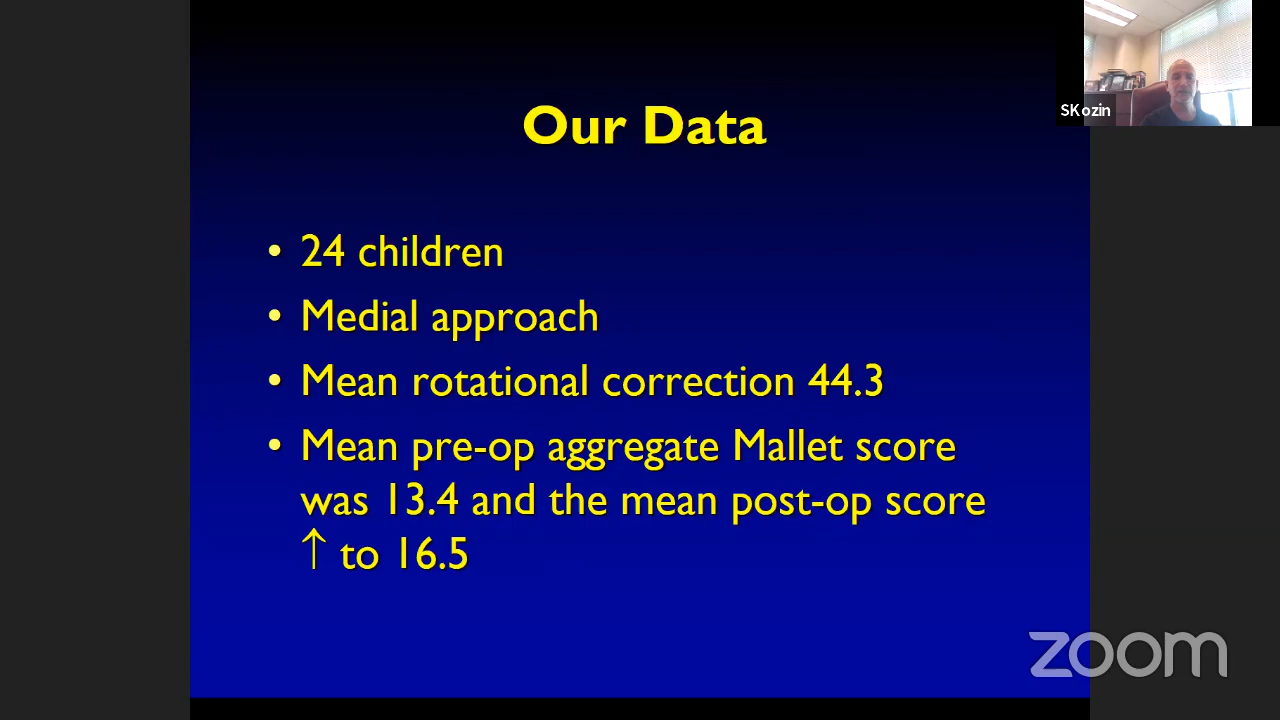 SKozin
Our Data
• 24 children
• Medial approach
• Mean rotational correction 44.3
• Mean pre-op aggregate Mallet score
was 13.4 and the mean post-op score
↑ to 16.5
zoom